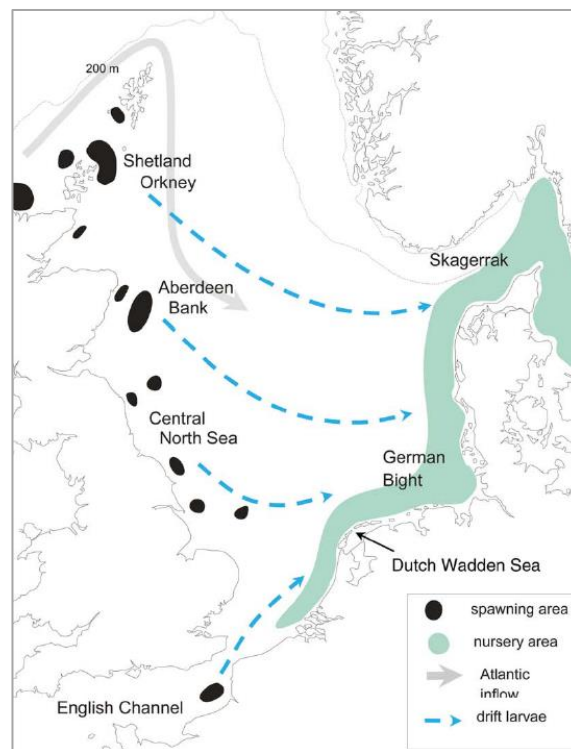 200 m
Shetland
Orkney
Skagerrak
Aberdeen
Bank
Central
North Sea
German
Bight
Dutch Wadden Sea
English Channel
spawning area
nursery area
Atlantic
inflow
drift larvae